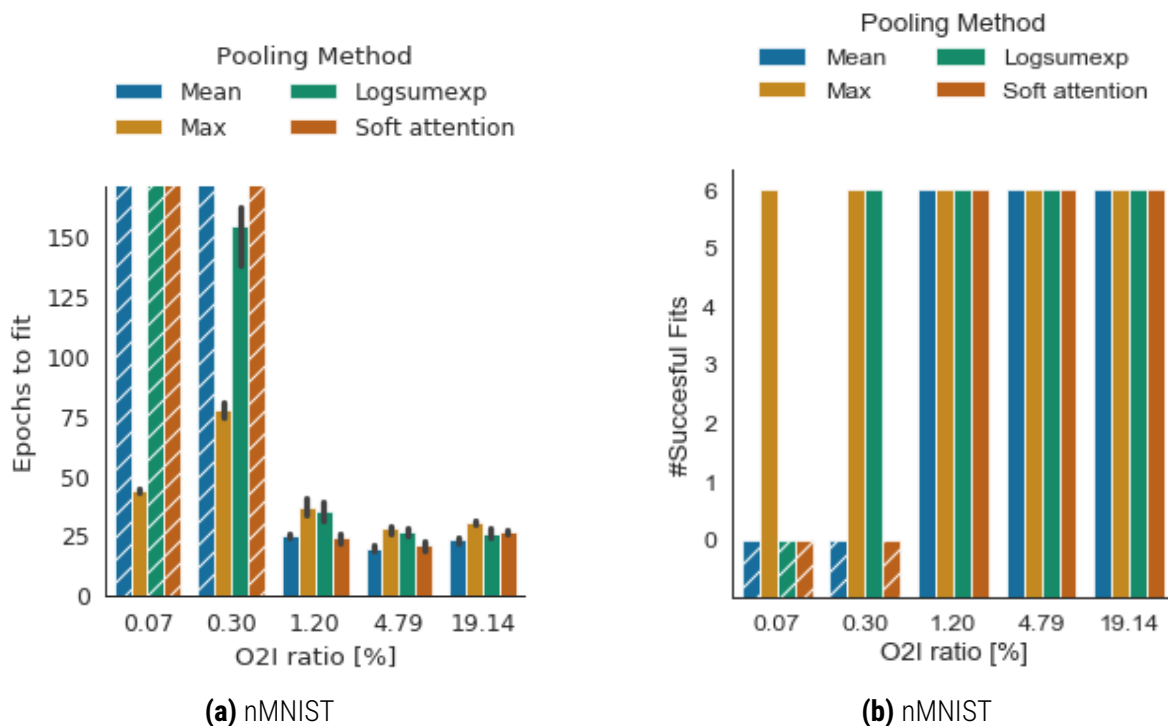 Pooling Method
Mean Logsumexp
Max Soft attention
Epochs to fit
150
125
100
75
50
25
0
0.07 0.30 1.20 4.79 19.14
O2I ratio [%]
(a) nMNIST
Pooling Method
Mean Logsumexp
Max Soft attention
#Succesful Fits
6
5
4
3
2
1
0
0.07 0.30 1.20 4.79 19.14
O2I ratio [%]
(b) nMNIST